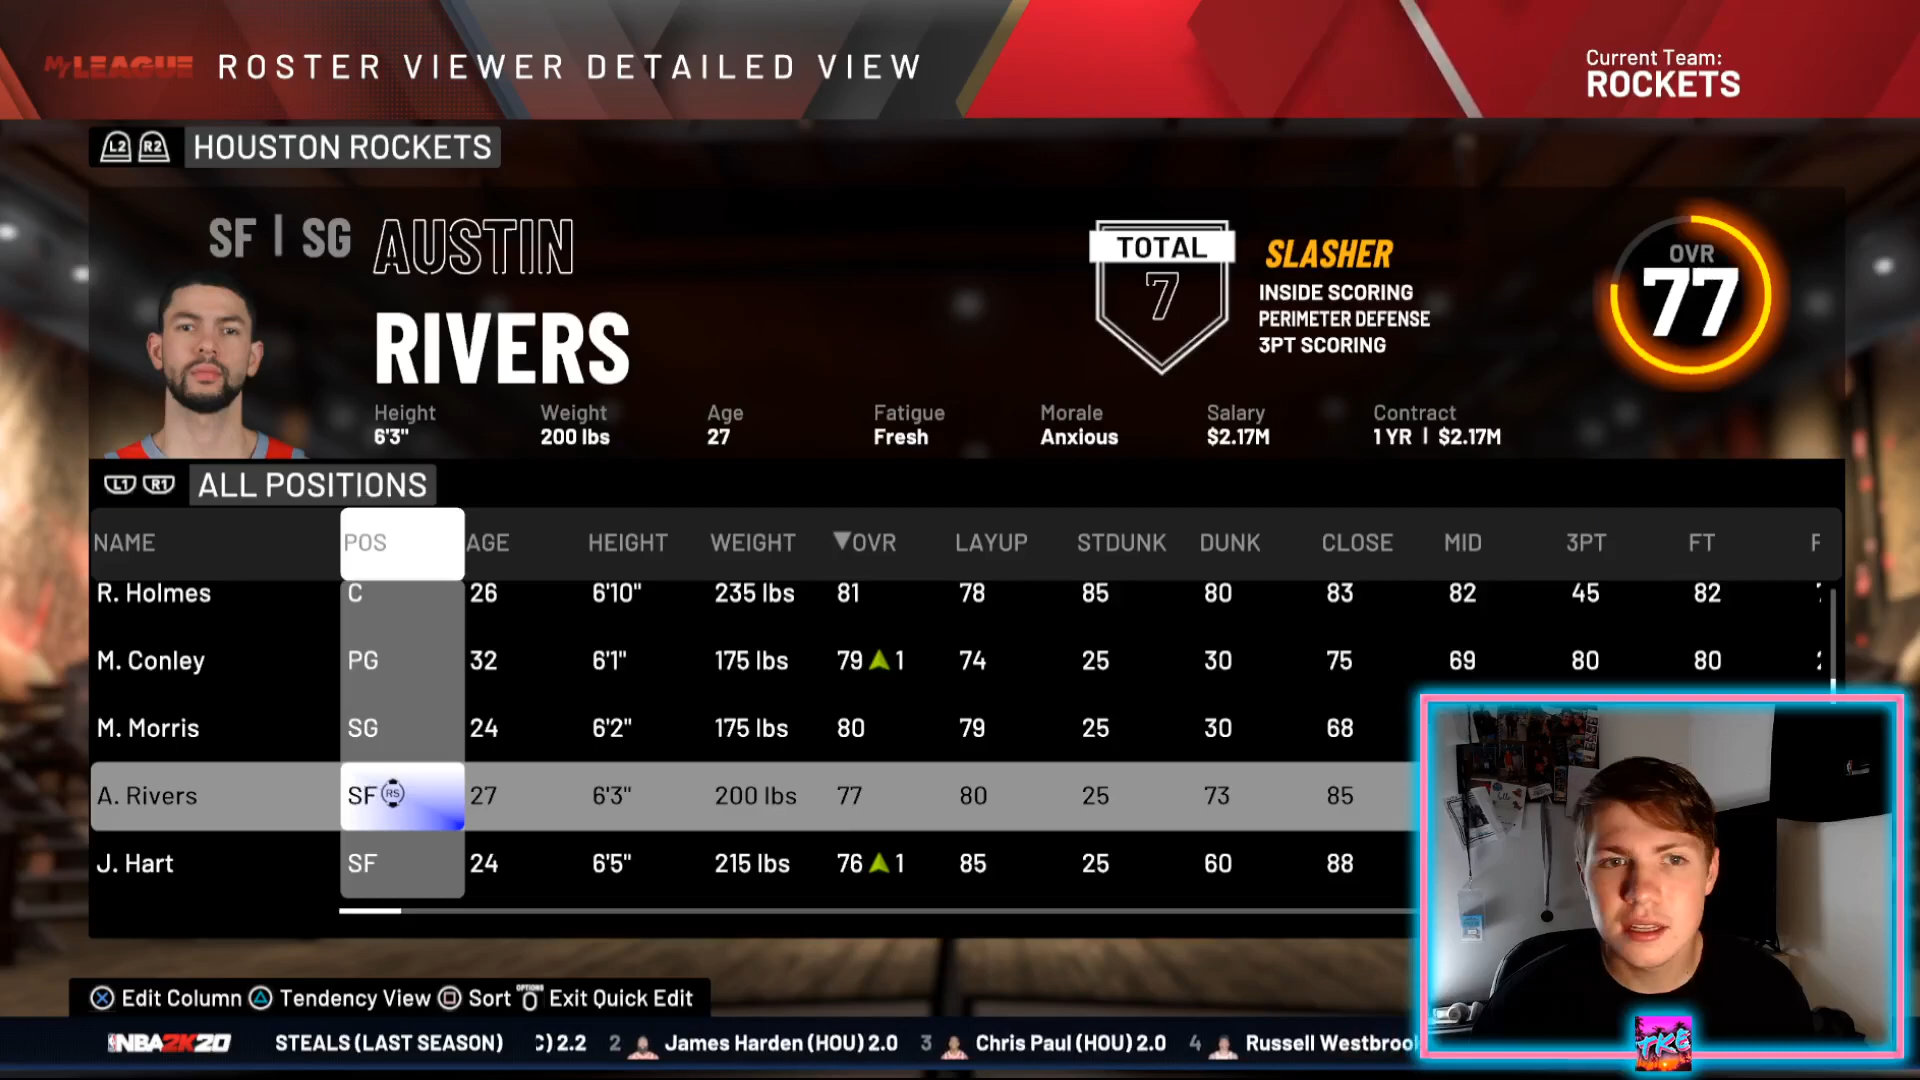 MyLEAGUE ROSTER VIEWER DETAILED VIEW
Current Team:
ROCKETS
L2 R2 HOUSTON ROCKETS
SF | SG AUSTIN
RIVERS
TOTAL
7
SLASHER
INSIDE SCORING
PERIMETER DEFENSE
3PT SCORING
OVR
77
Height Weight Age Fatigue Morale Salary Contract
6'3" 200 lbs 27 Fresh Anxious $2.17M 1 YR | $2.17M
L1 R1 ALL POSITIONS
NAME POS AGE HEIGHT WEIGHT ▼OVR LAYUP STDUNK DUNK CLOSE MID 3PT FT
R. Holmes C 26 6'10" 235 lbs 81 78 85 80 83 82 45 82
M. Conley PG 32 6'1" 175 lbs 79 ▲1 74 25 30 75 69 80 80
M. Morris SG 24 6'2" 175 lbs 80 79 25 30 68
A. Rivers SF RS 27 6'3" 200 lbs 77 80 25 73 85
J. Hart SF 24 6'5" 215 lbs 76 ▲1 85 25 60 88
Edit Column Tendency View Sort OPTIONS Exit Quick Edit
NBA2K20 STEALS (LAST SEASON) C) 2.2 2 James Harden (HOU) 2.0 3 Chris Paul (HOU) 2.0 4 Russell Westbrook
TKE